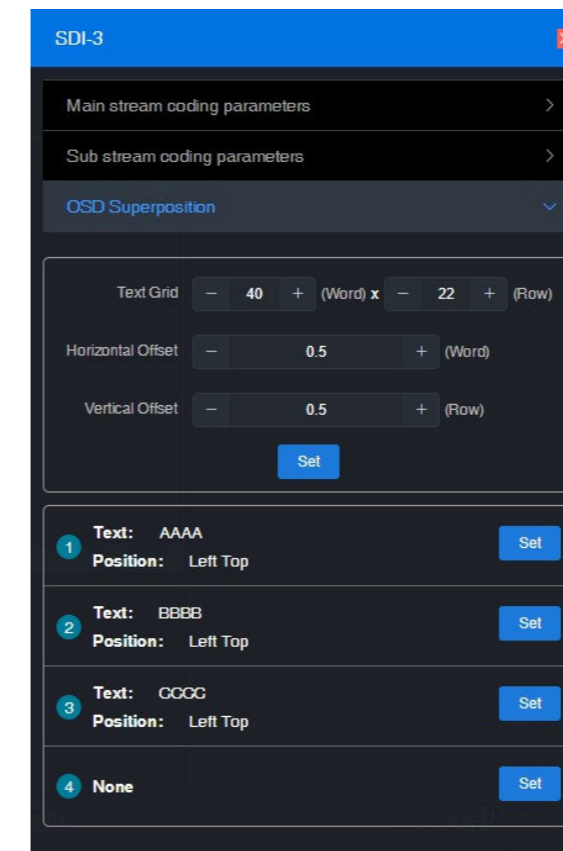 SDI-3
Main stream coding parameters
Sub stream coding parameters
OSD Superposition
Text Grid − 40 + (Word) x − 22 + (Row)
Horizontal Offset − 0.5 + (Word)
Vertical Offset − 0.5 + (Row)
Set
1 Text: AAAA
Position: Left Top
Set
2 Text: BBBB
Position: Left Top
Set
3 Text: CCCC
Position: Left Top
Set
4 None
Set